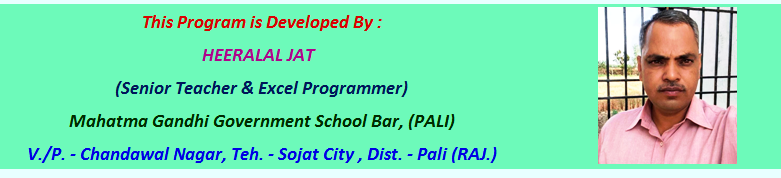 This Program is Developed By :
HEERALAL JAT
(Senior Teacher & Excel Programmer)
Mahatma Gandhi Government School Bar, (PALI)
V./P. - Chandawal Nagar, Teh. - Sojat City , Dist. - Pali (RAJ.)